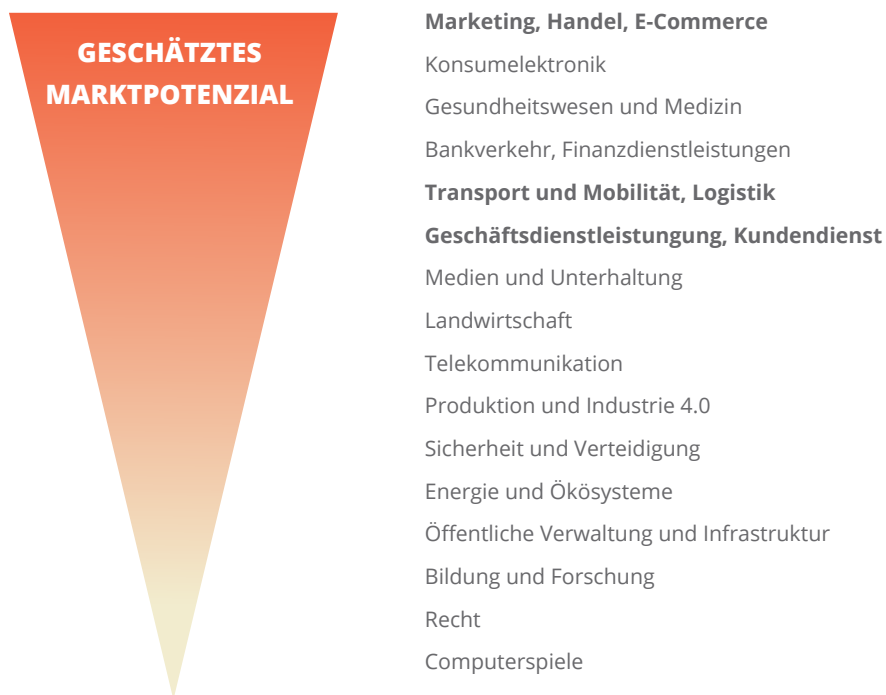 GESCHÄTZTES
MARKTPOTENZIAL
Marketing, Handel, E-Commerce
Konsumelektronik
Gesundheitswesen und Medizin
Bankverkehr, Finanzdienstleistungen
Transport und Mobilität, Logistik
Geschäftsdienstleistungung, Kundendienst
Medien und Unterhaltung
Landwirtschaft
Telekommunikation
Produktion und Industrie 4.0
Sicherheit und Verteidigung
Energie und Ökösysteme
Öffentliche Verwaltung und Infrastruktur
Bildung und Forschung
Recht
Computerspiele